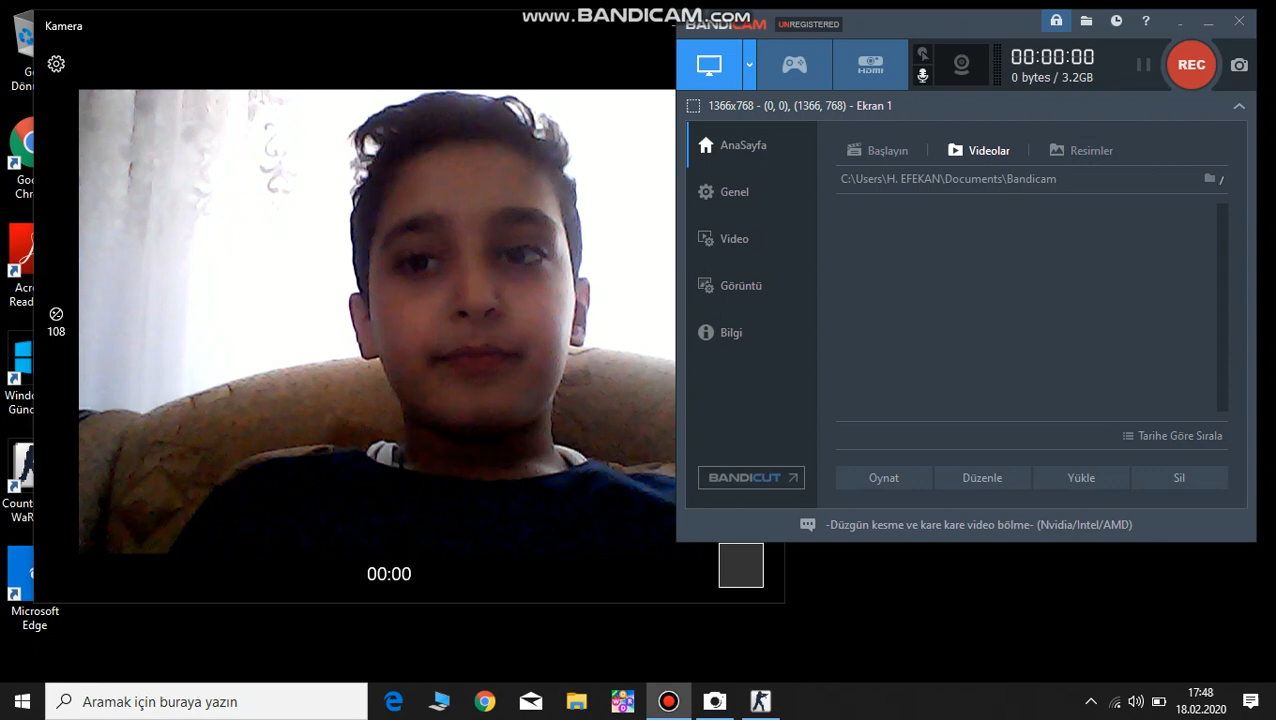 www.BANDICAM.com
Kamera
BANDICAM UNREGISTERED
00:00:00
0 bytes / 3.2GB
REC
HDMI
1366x768 - (0, 0), (1366, 768) - Ekran 1
AnaSayfa
Genel
Video
Görüntü
Bilgi
Başlayın
Videolar
Resimler
C:\Users\H. EFEKAN\Documents\Bandicam
Tarihe Göre Sırala
BANDICUT
Oynat
Düzenle
Yükle
Sil
-Düzgün kesme ve kare kare video bölme- (Nvidia/Intel/AMD)
108
00:00
Microsoft
Edge
Aramak için buraya yazın
17:48
18.02.2020